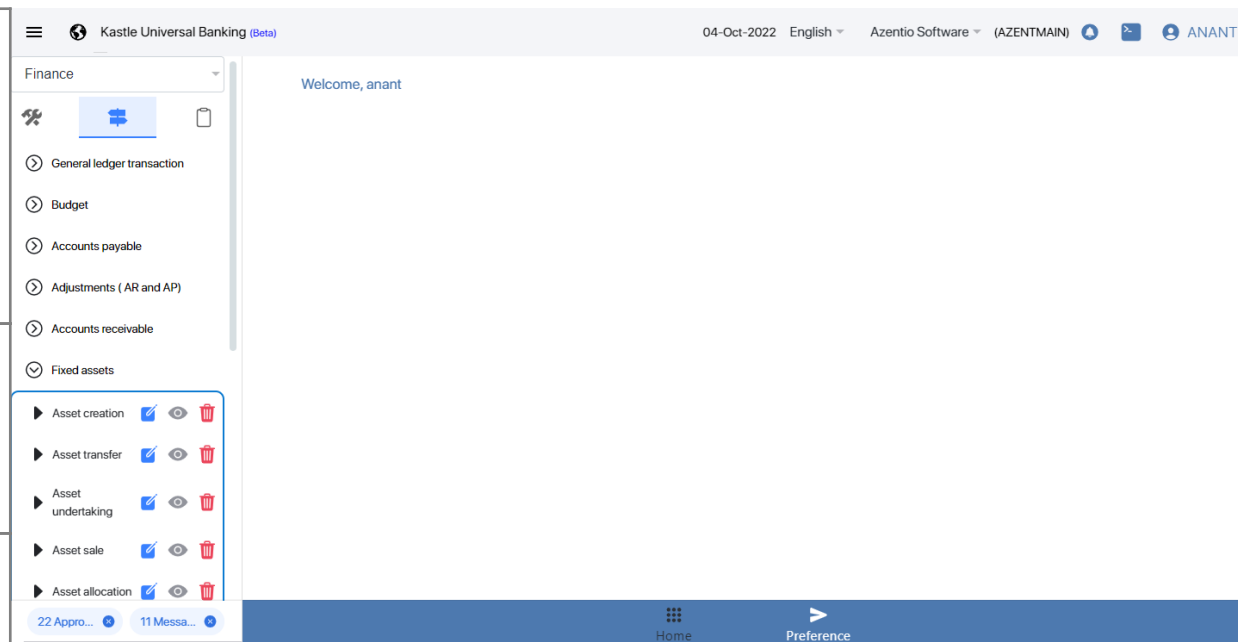 Kastle Universal Banking (Beta)
04-Oct-2022 English Azentio Software (AZENTMAIN) ANANT
Finance
Welcome, anant
General ledger transaction
Budget
Accounts payable
Adjustments ( AR and AP)
Accounts receivable
Fixed assets
Asset creation
Asset transfer
Asset
undertaking
Asset sale
Asset allocation
22 Appro... 11 Messa...
Home Preference